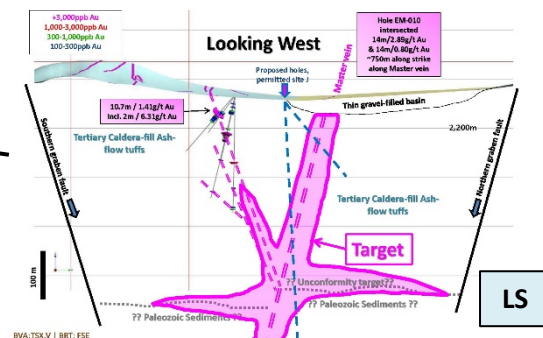 +3,000ppb Au
1,000-3,000ppb Au
300-1,000ppb Au
100-300ppb Au
Looking West
Hole EM-010
intersected
14m/2.89g/t Au
& 14m/0.80g/t Au
~750m along strike
along Master vein
Master vein
Proposed holes,
permitted site J
10.7m / 1.41g/t Au
Incl. 2m / 6.31g/t Au
Thin gravel-filled basin
2,200m
Southern graben fault
Tertiary Caldera-fill Ash-
flow tuffs
Northern graben fault
Tertiary Caldera-fill Ash-
flow tuffs
Target
100 m
?? Unconformity target??
?? Paleozoic Sediments ??
?? Paleozoic Sediments
LS
BVA:TSX.V | BRT: FSE